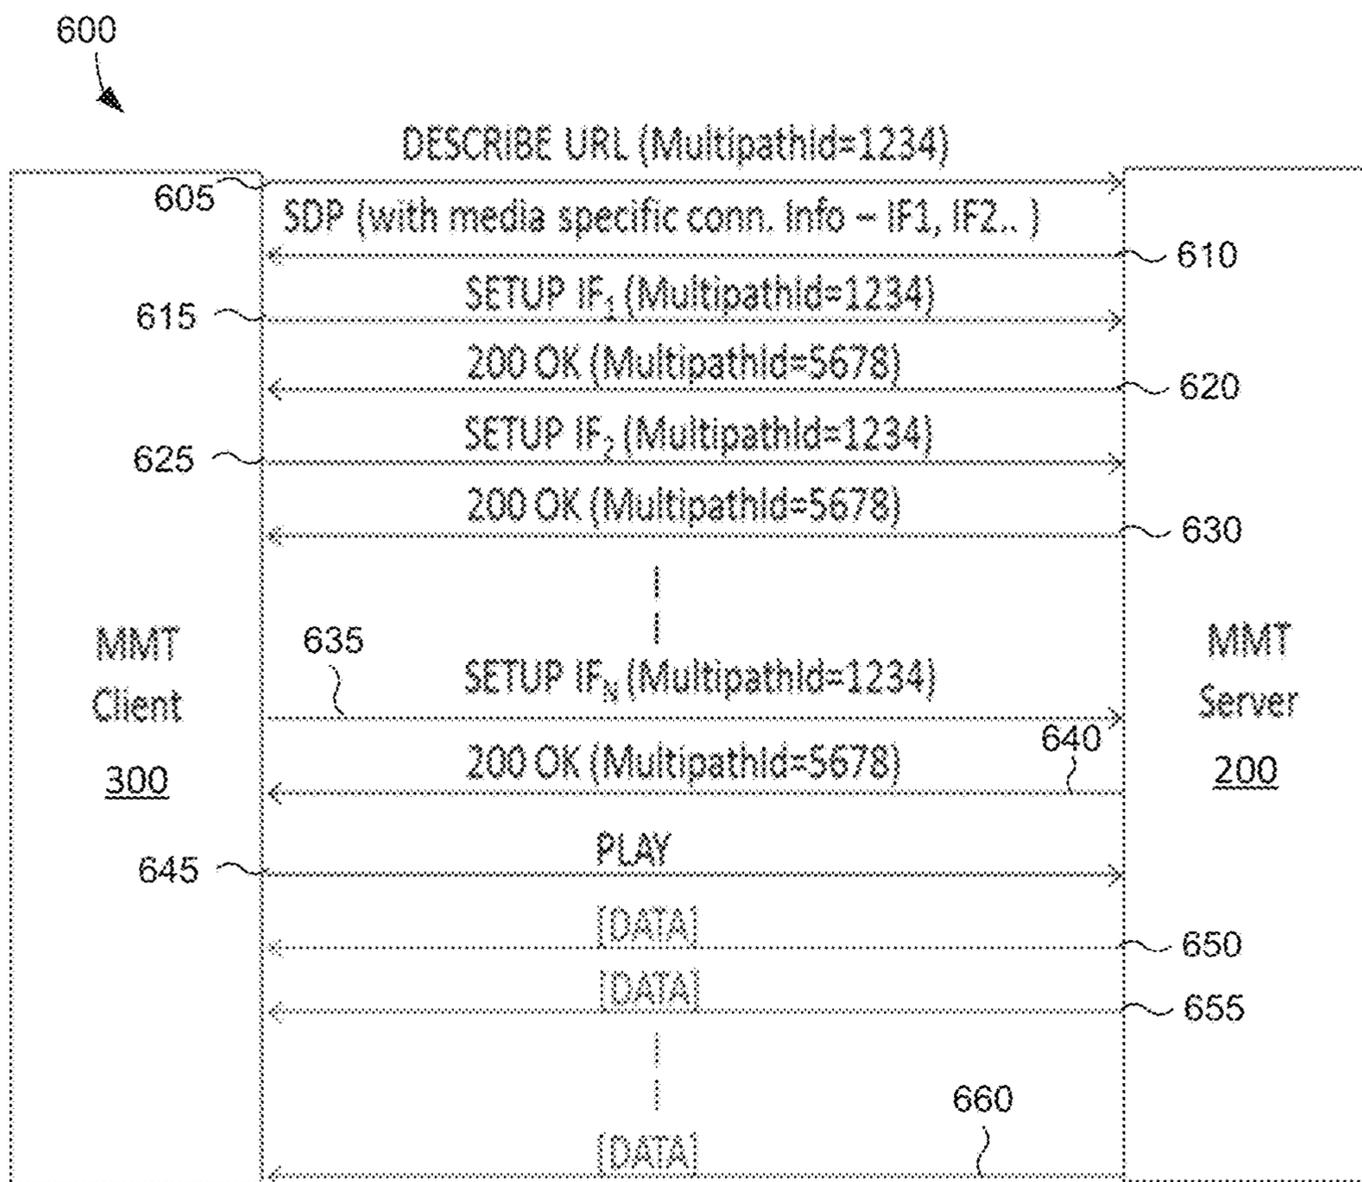 600
DESCRIBE URL (MultipathId=1234)
605
SDP (with media specific conn. Info – IF1, IF2.. )
610
SETUP IF1 (MultipathId=1234)
615
200 OK (MultipathId=5678)
620
SETUP IF2 (MultipathId=1234)
625
200 OK (MultipathId=5678)
630
MMT
Client
300
635
SETUP IFN (MultipathId=1234)
640
200 OK (MultipathId=5678)
MMT
Server
200
PLAY
645
[DATA]
650
[DATA]
655
660
[DATA]